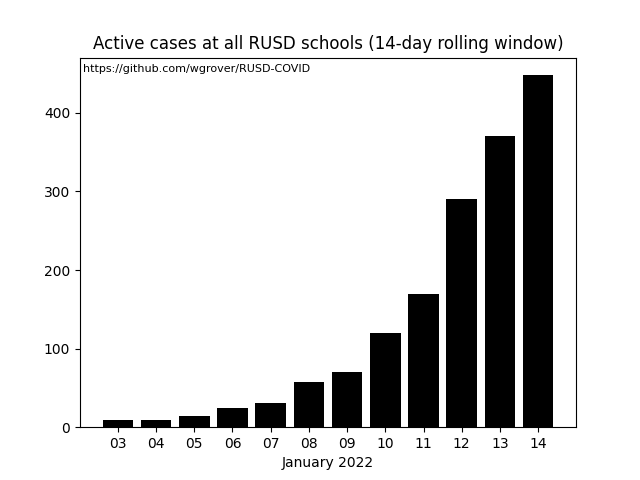 Active cases at all RUSD schools (14-day rolling window)
https://github.com/wgrover/RUSD-COVID
400
300
200
100
0
03 04 05 06 07 08 09 10 11 12 13 14
January 2022